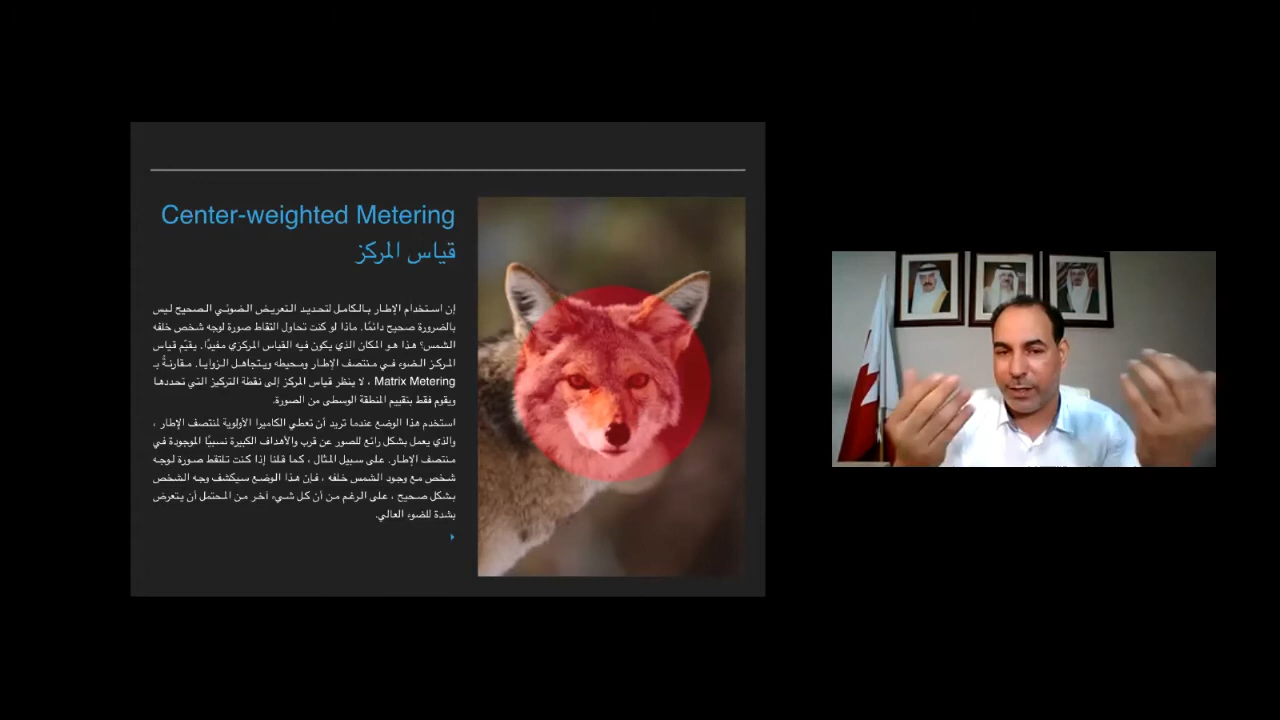 Center-weighted Metering
قياس المركز
إن استخدام الإطار بالكامل لتحديد التعريض الضوئي الصحيح ليس
بالضرورة صحيح دائمًا. ماذا لو كنت تحاول التقاط صورة لوجه شخص خلفه
الشمس؟ هذا هو المكان الذي يكون فيه القياس المركزي مفيدًا. يقيّم قياس
المركز الضوء في منتصف الإطار ومحيطه ويتجاهل الزوايا. مقارنةً بـ
Matrix Metering ، لا ينظر قياس المركز إلى نقطة التركيز التي تحددها
ويقوم فقط بتقييم المنطقة الوسطى من الصورة.
استخدم هذا الوضع عندما تريد أن تعطي الكاميرا الأولوية لمنتصف الإطار ،
والذي يعمل بشكل رائع للصور عن قرب والأهداف الكبيرة نسبيًا الموجودة في
منتصف الإطار. على سبيل المثال ، كما قلنا إذا كنت تلتقط صورة لوجه
شخص مع وجود الشمس خلفه ، فإن هذا الوضع سيكشف وجه الشخص
بشكل صحيح ، على الرغم من أن كل شيء آخر من المحتمل أن يتعرض
بشدة للضوء العالي.